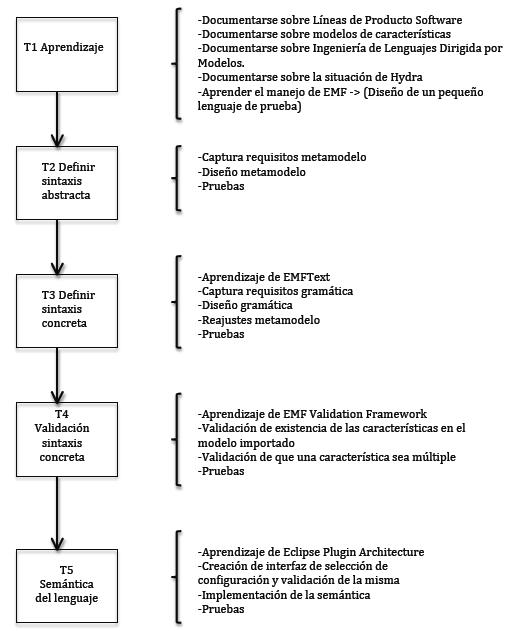 T1 Aprendizaje
-Documentarse sobre Líneas de Producto Software
-Documentarse sobre modelos de características
-Documentarse sobre Ingeniería de Lenguajes Dirigida por
Modelos.
-Documentarse sobre la situación de Hydra
-Aprender el manejo de EMF -> (Diseño de un pequeño
lenguaje de prueba)
T2 Definir
sintaxis
abstracta
-Captura requisitos metamodelo
-Diseño metamodelo
-Pruebas
T3 Definir
sintaxis
concreta
-Aprendizaje de EMFText
-Captura requisitos gramática
-Diseño gramática
-Reajustes metamodelo
-Pruebas
T4
Validación
sintaxis
concreta
-Aprendizaje de EMF Validation Framework
-Validación de existencia de las características en el
modelo importado
-Validación de que una característica sea múltiple
-Pruebas
T5
Semántica
del lenguaje
-Aprendizaje de Eclipse Plugin Architecture
-Creación de interfaz de selección de
configuración y validación de la misma
-Implementación de la semántica
-Pruebas